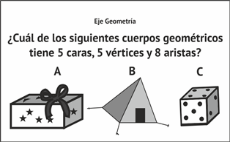 Eje Geometría
¿Cuál de los siguientes cuerpos geométricos
tiene 5 caras, 5 vértices y 8 aristas?
A B C